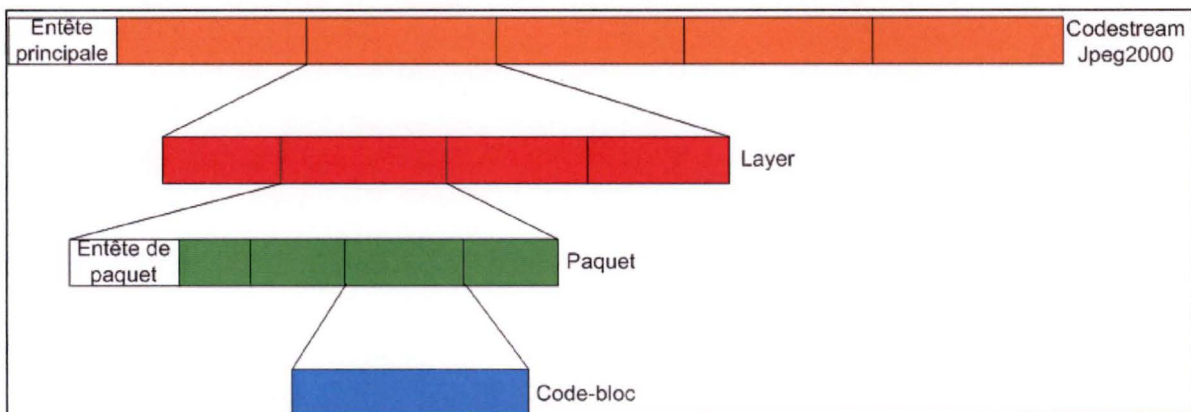 Entête
principale
Codestream
Jpeg2000
Layer
Entête de
paquet
Paquet
Code-bloc